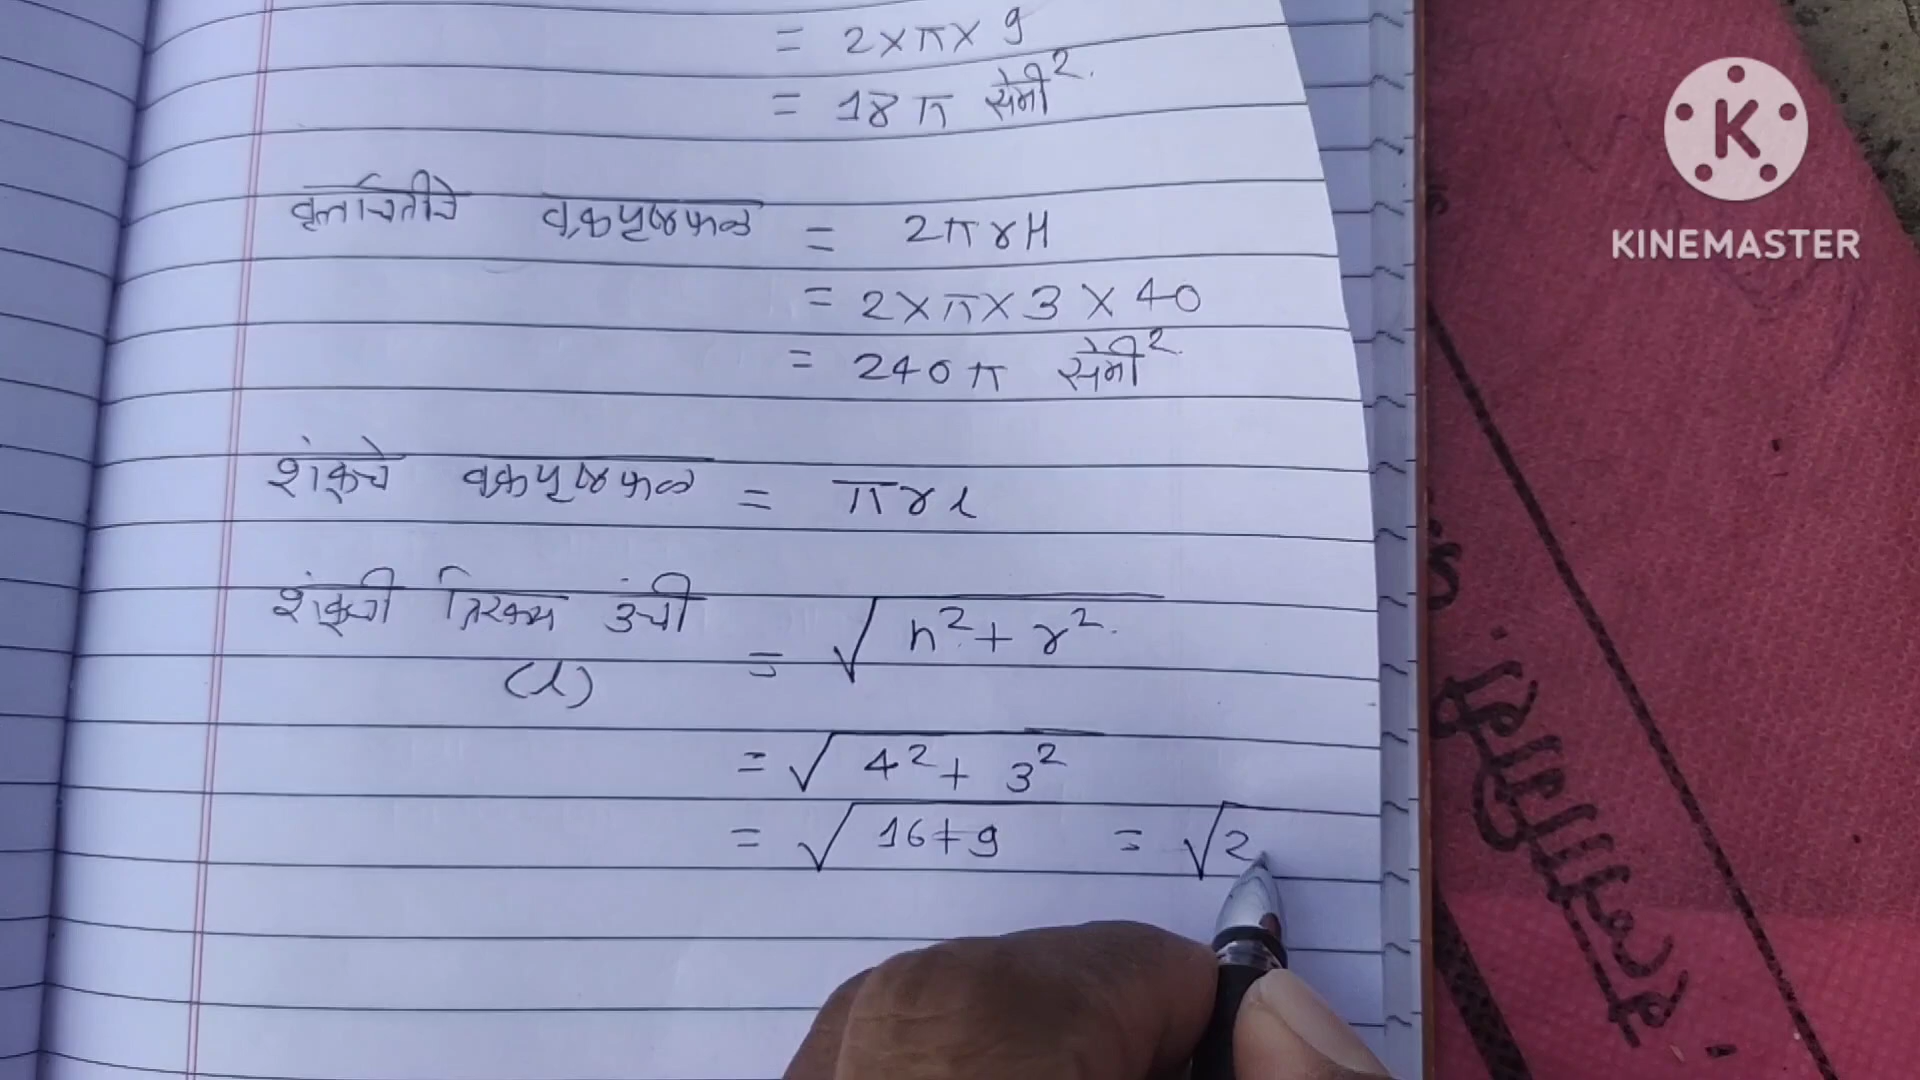 = 2×π×9
= 18π सेमी².
वृत्तचितीचे वक्रपृष्ठफळ = 2πrH
= 2×π×3×40
= 240π सेमी².
शंकूचे वक्रपृष्ठफळ = πrl
शंकूची तिरकस उंची (l) = √h²+r².
= √4²+3²
= √16+9 = √2
K
KINEMASTER